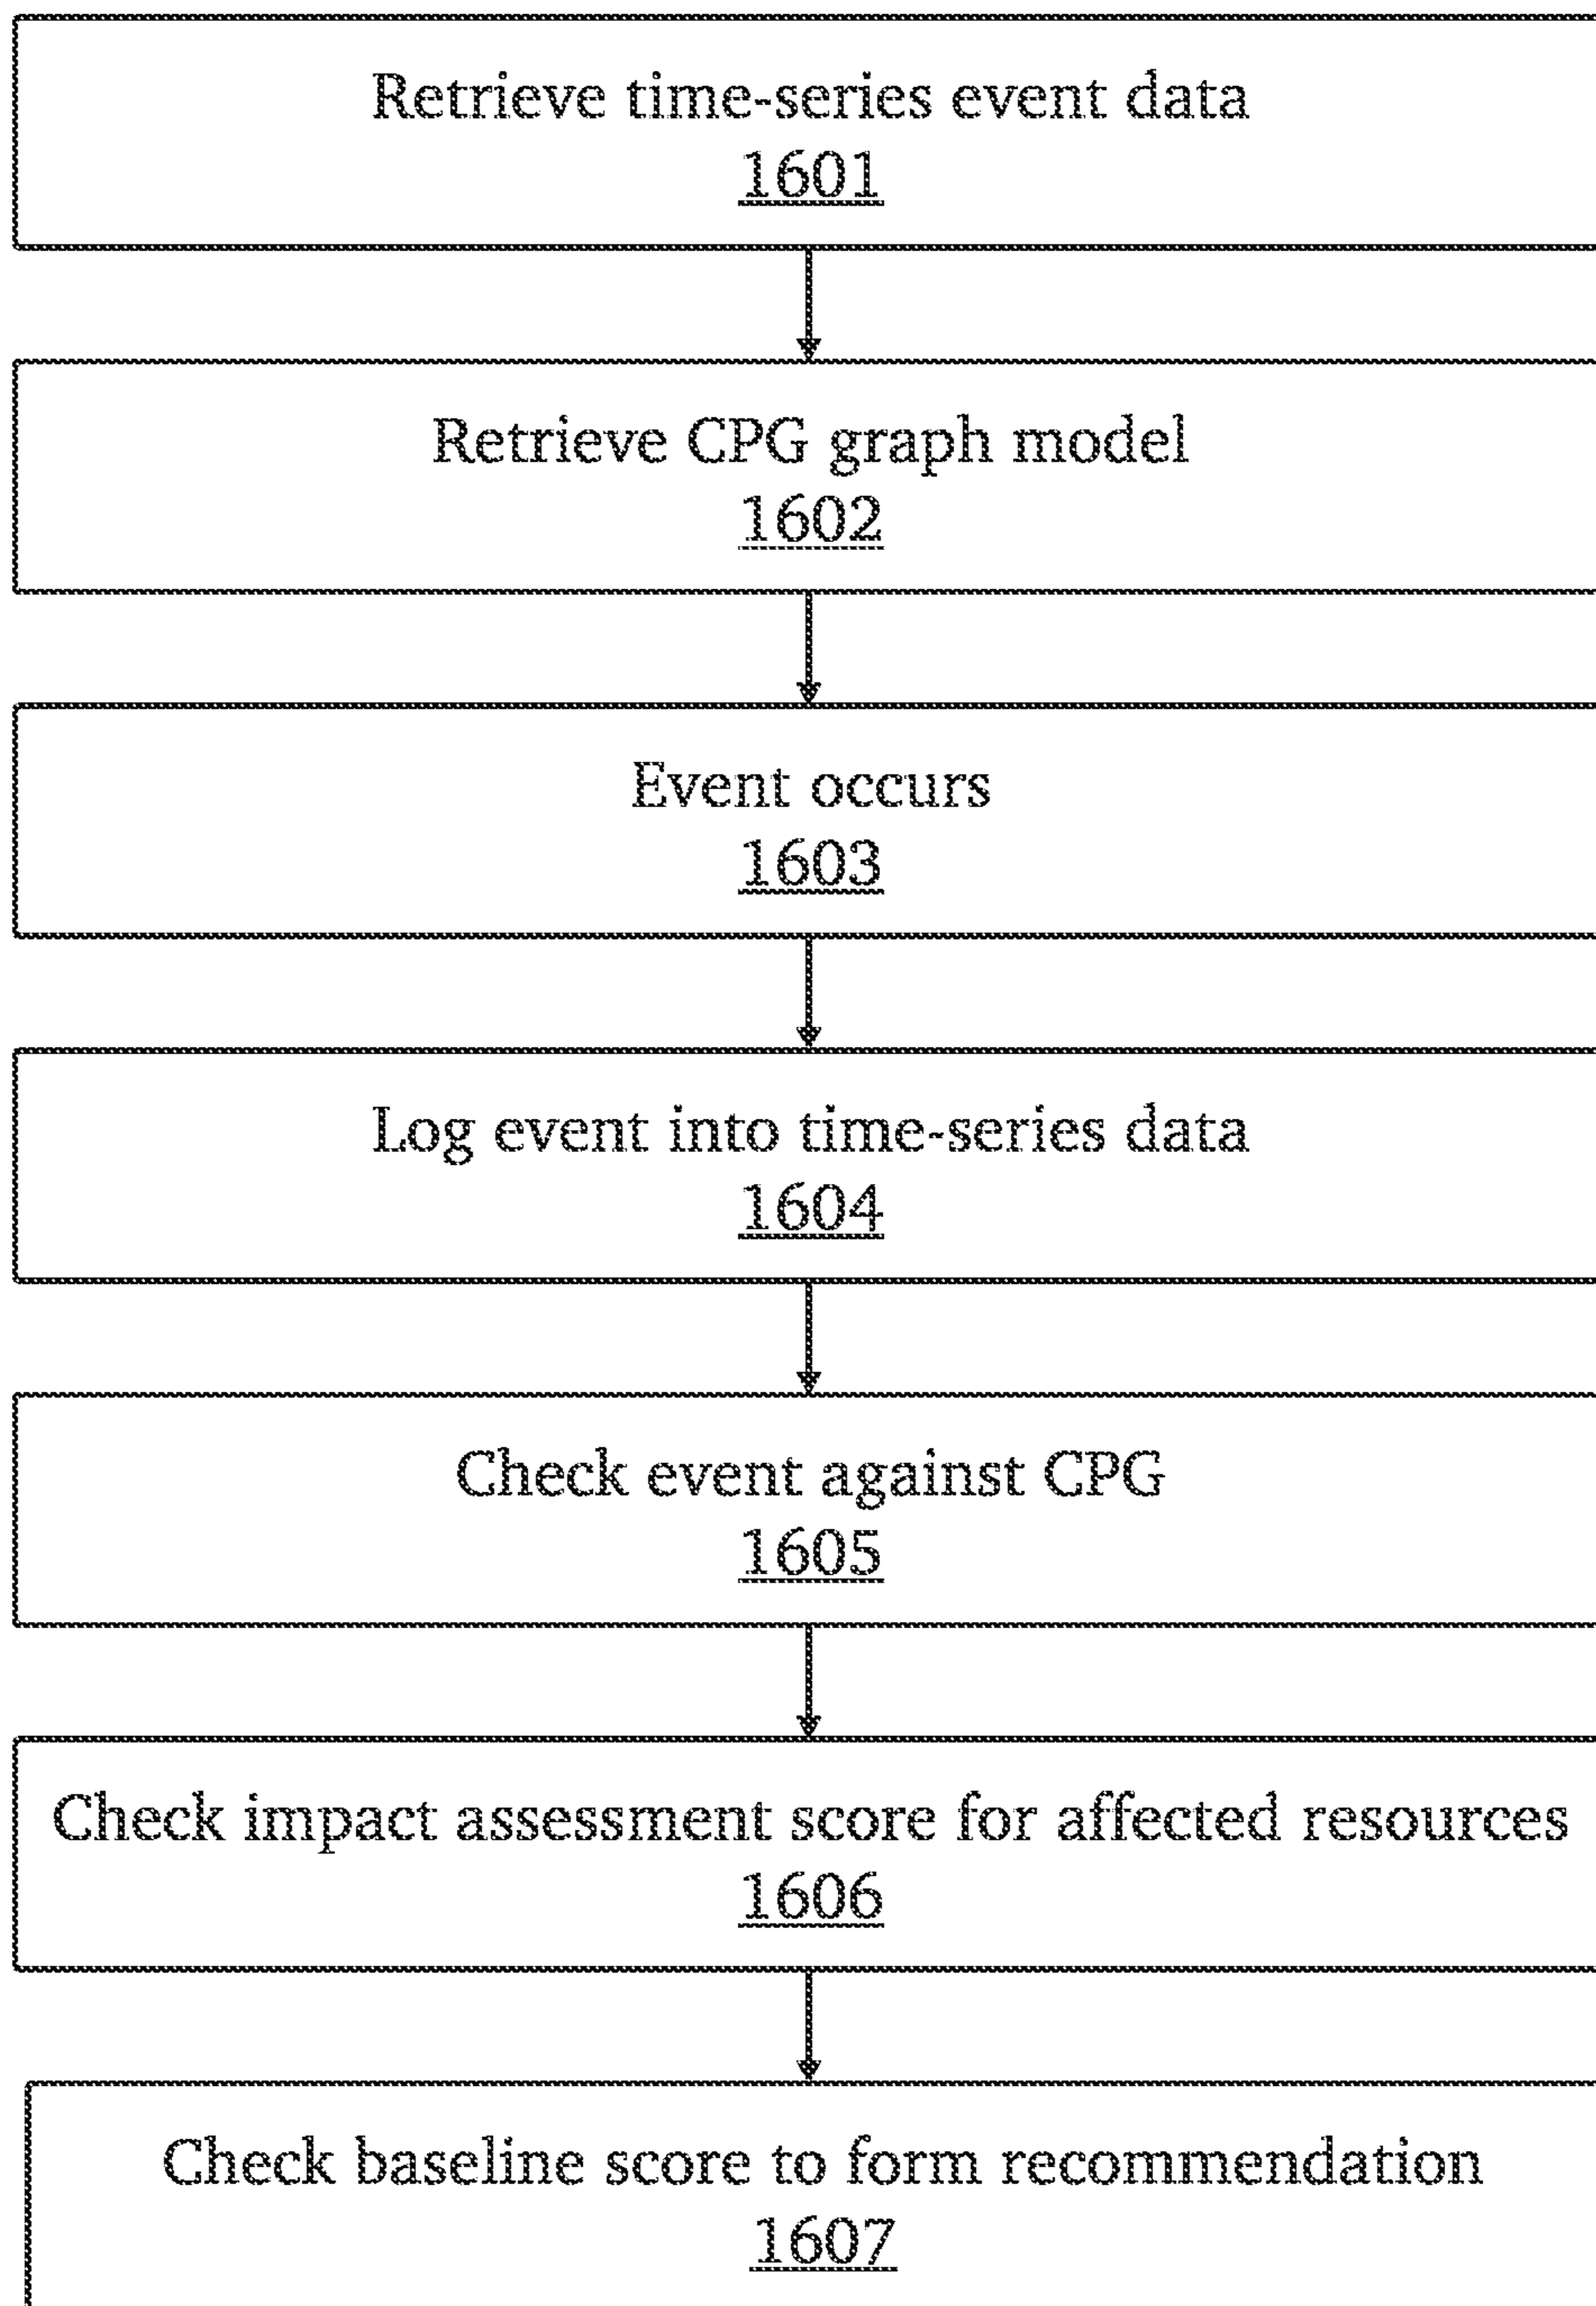 Retrieve time-series event data
1601
Retrieve CPG graph model
1602
Event occurs
1603
Log event into time-series data
1604
Check event against CPG
1605
Check impact assessment score for affected resources
1606
Check baseline score to form recommendation
1607